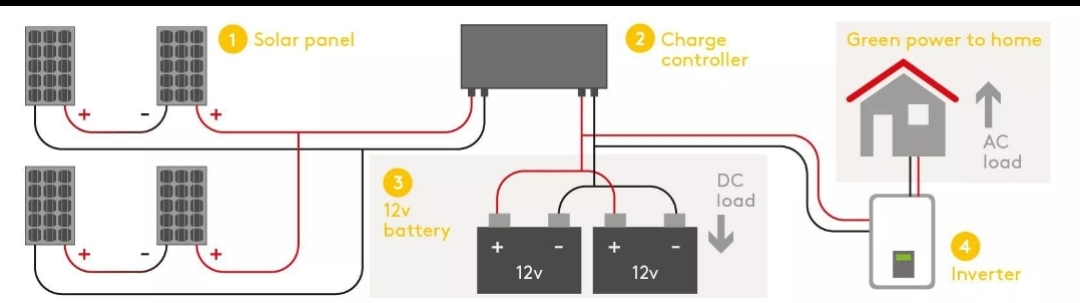 1 Solar panel
2 Charge
controller
Green power to home
+ - +
AC
load
3
12v
battery
DC
load
+ - + -
12v 12v
+ - +
4
Inverter